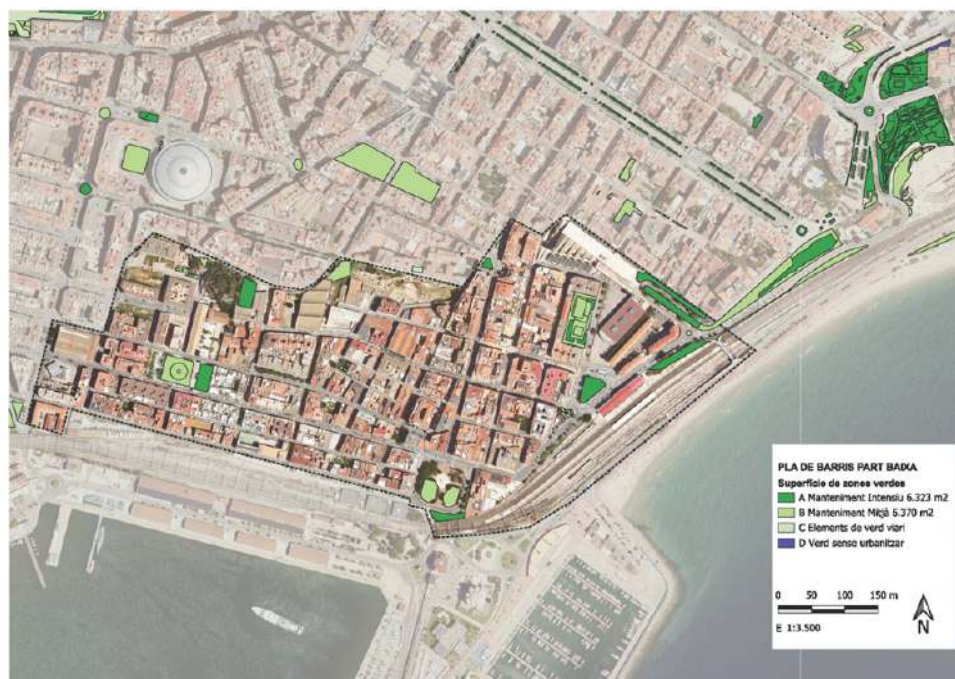 PLA DE BARRIS PART BAIXA
Superfície de zones verdes
A Manteniment Intensiu 6.323 m2
B Manteniment Mitjà 6.370 m2
C Elements de verd viari
D Verd sense urbanitzar
0 50 100 150 m
E 1:3.500
N